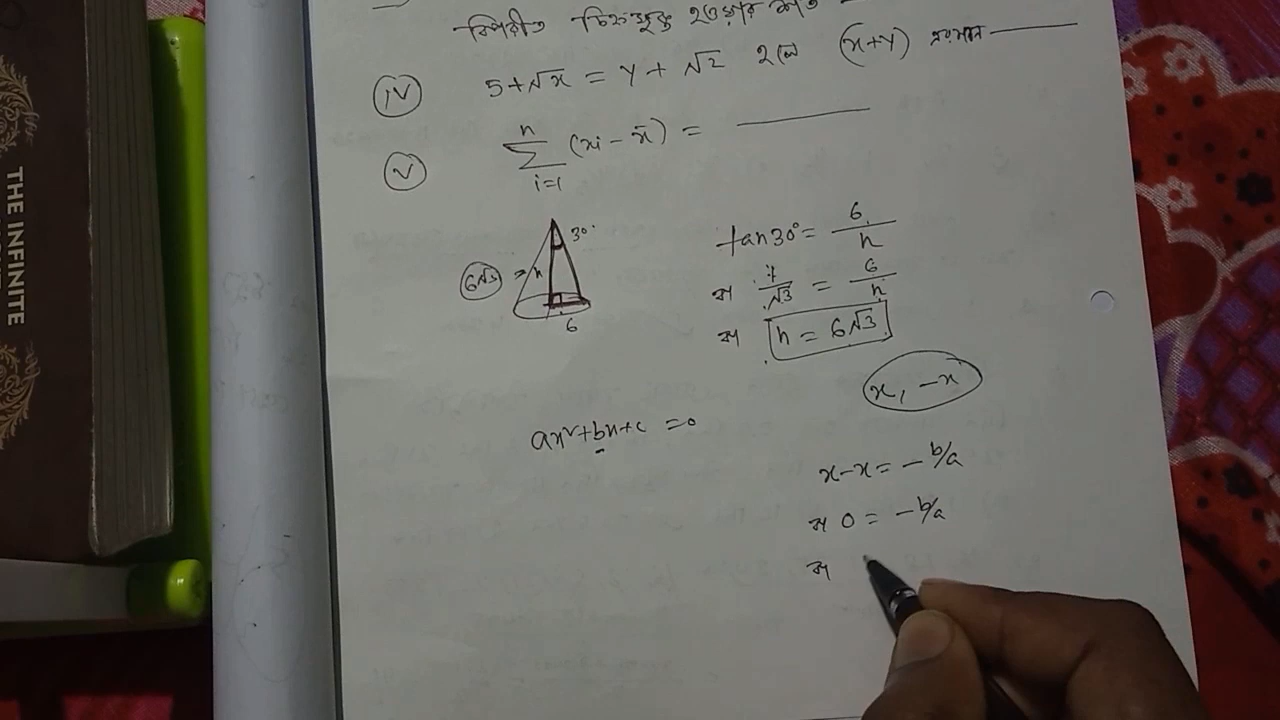 বিপরীত চিহ্নযুক্ত হওয়ার শর্ত
iv 5+√x = y + √2 হলে (x+y) এরমান
v n Σ i=1 (xi - x̄) =
30°
6√3 = h
6
tan30° = 6/h
বা 1/√3 = 6/h
বা h = 6√3
x, -x
ax²+bx+c = 0
x-x = -b/a
বা 0 = -b/a
বা
THE INFINITE